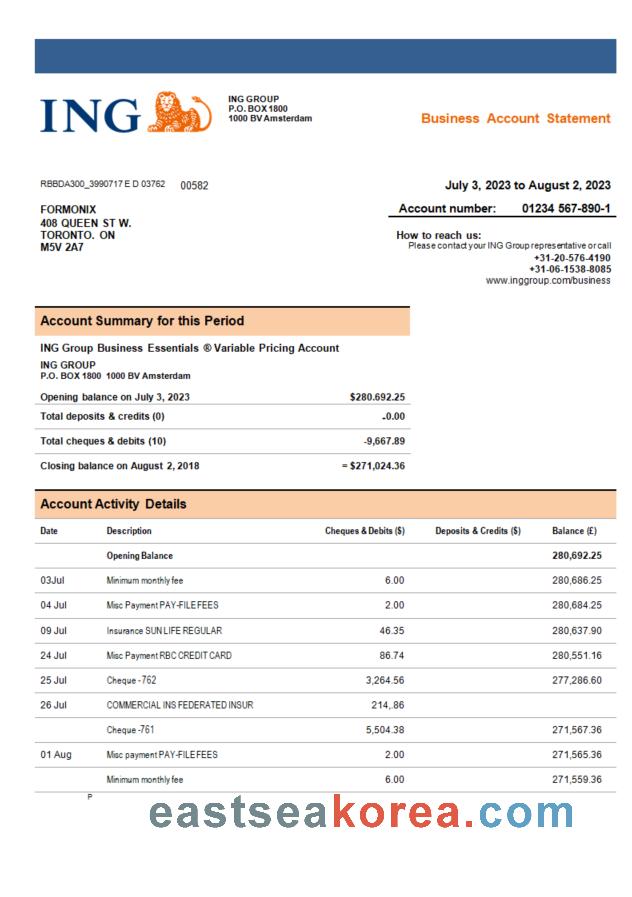 ING
ING GROUP
P.O. BOX 1800
1000 BV Amsterdam
Business Account Statement
RBBDA300_3990717 E D 03762 00582
July 3, 2023 to August 2, 2023
FORMONIX
408 QUEEN ST W.
TORONTO. ON
M5V 2A7
Account number: 01234 567-890-1
How to reach us:
Please contact your ING Group representative or call
+31-20-576-4190
+31-06-1538-8085
www.inggroup.com/business
Account Summary for this Period
ING Group Business Essentials ® Variable Pricing Account
ING GROUP
P.O. BOX 1800 1000 BV Amsterdam
Opening balance on July 3, 2023 $280.692.25
Total deposits & credits (0) -0.00
Total cheques & debits (10) -9,667.89
Closing balance on August 2, 2018 = $271,024.36
Account Activity Details
Date Description Cheques & Debits ($) Deposits & Credits ($) Balance (£)
Opening Balance 280,692.25
03Jul Minimum monthly fee 6.00 280,686.25
04 Jul Misc Payment PAY-FILEFEES 2.00 280,684.25
09 Jul Insurance SUN LIFE REGULAR 46.35 280,637.90
24 Jul Misc Payment RBC CREDIT CARD 86.74 280,551.16
25 Jul Cheque -762 3,264.56 277,286.60
26 Jul COMMERCIAL INS FEDERATED INSUR 214,.86
Cheque -761 5,504.38 271,567.36
01 Aug Misc payment PAY-FILEFEES 2.00 271,565.36
Minimum monthly fee 6.00 271,559.36
P
eastseakorea.com